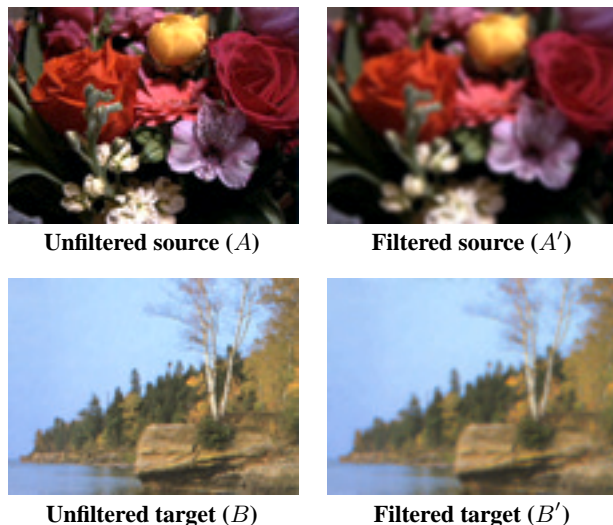 Unfiltered source (A)
Filtered source (A′)
Unfiltered target (B)
Filtered target (B′)